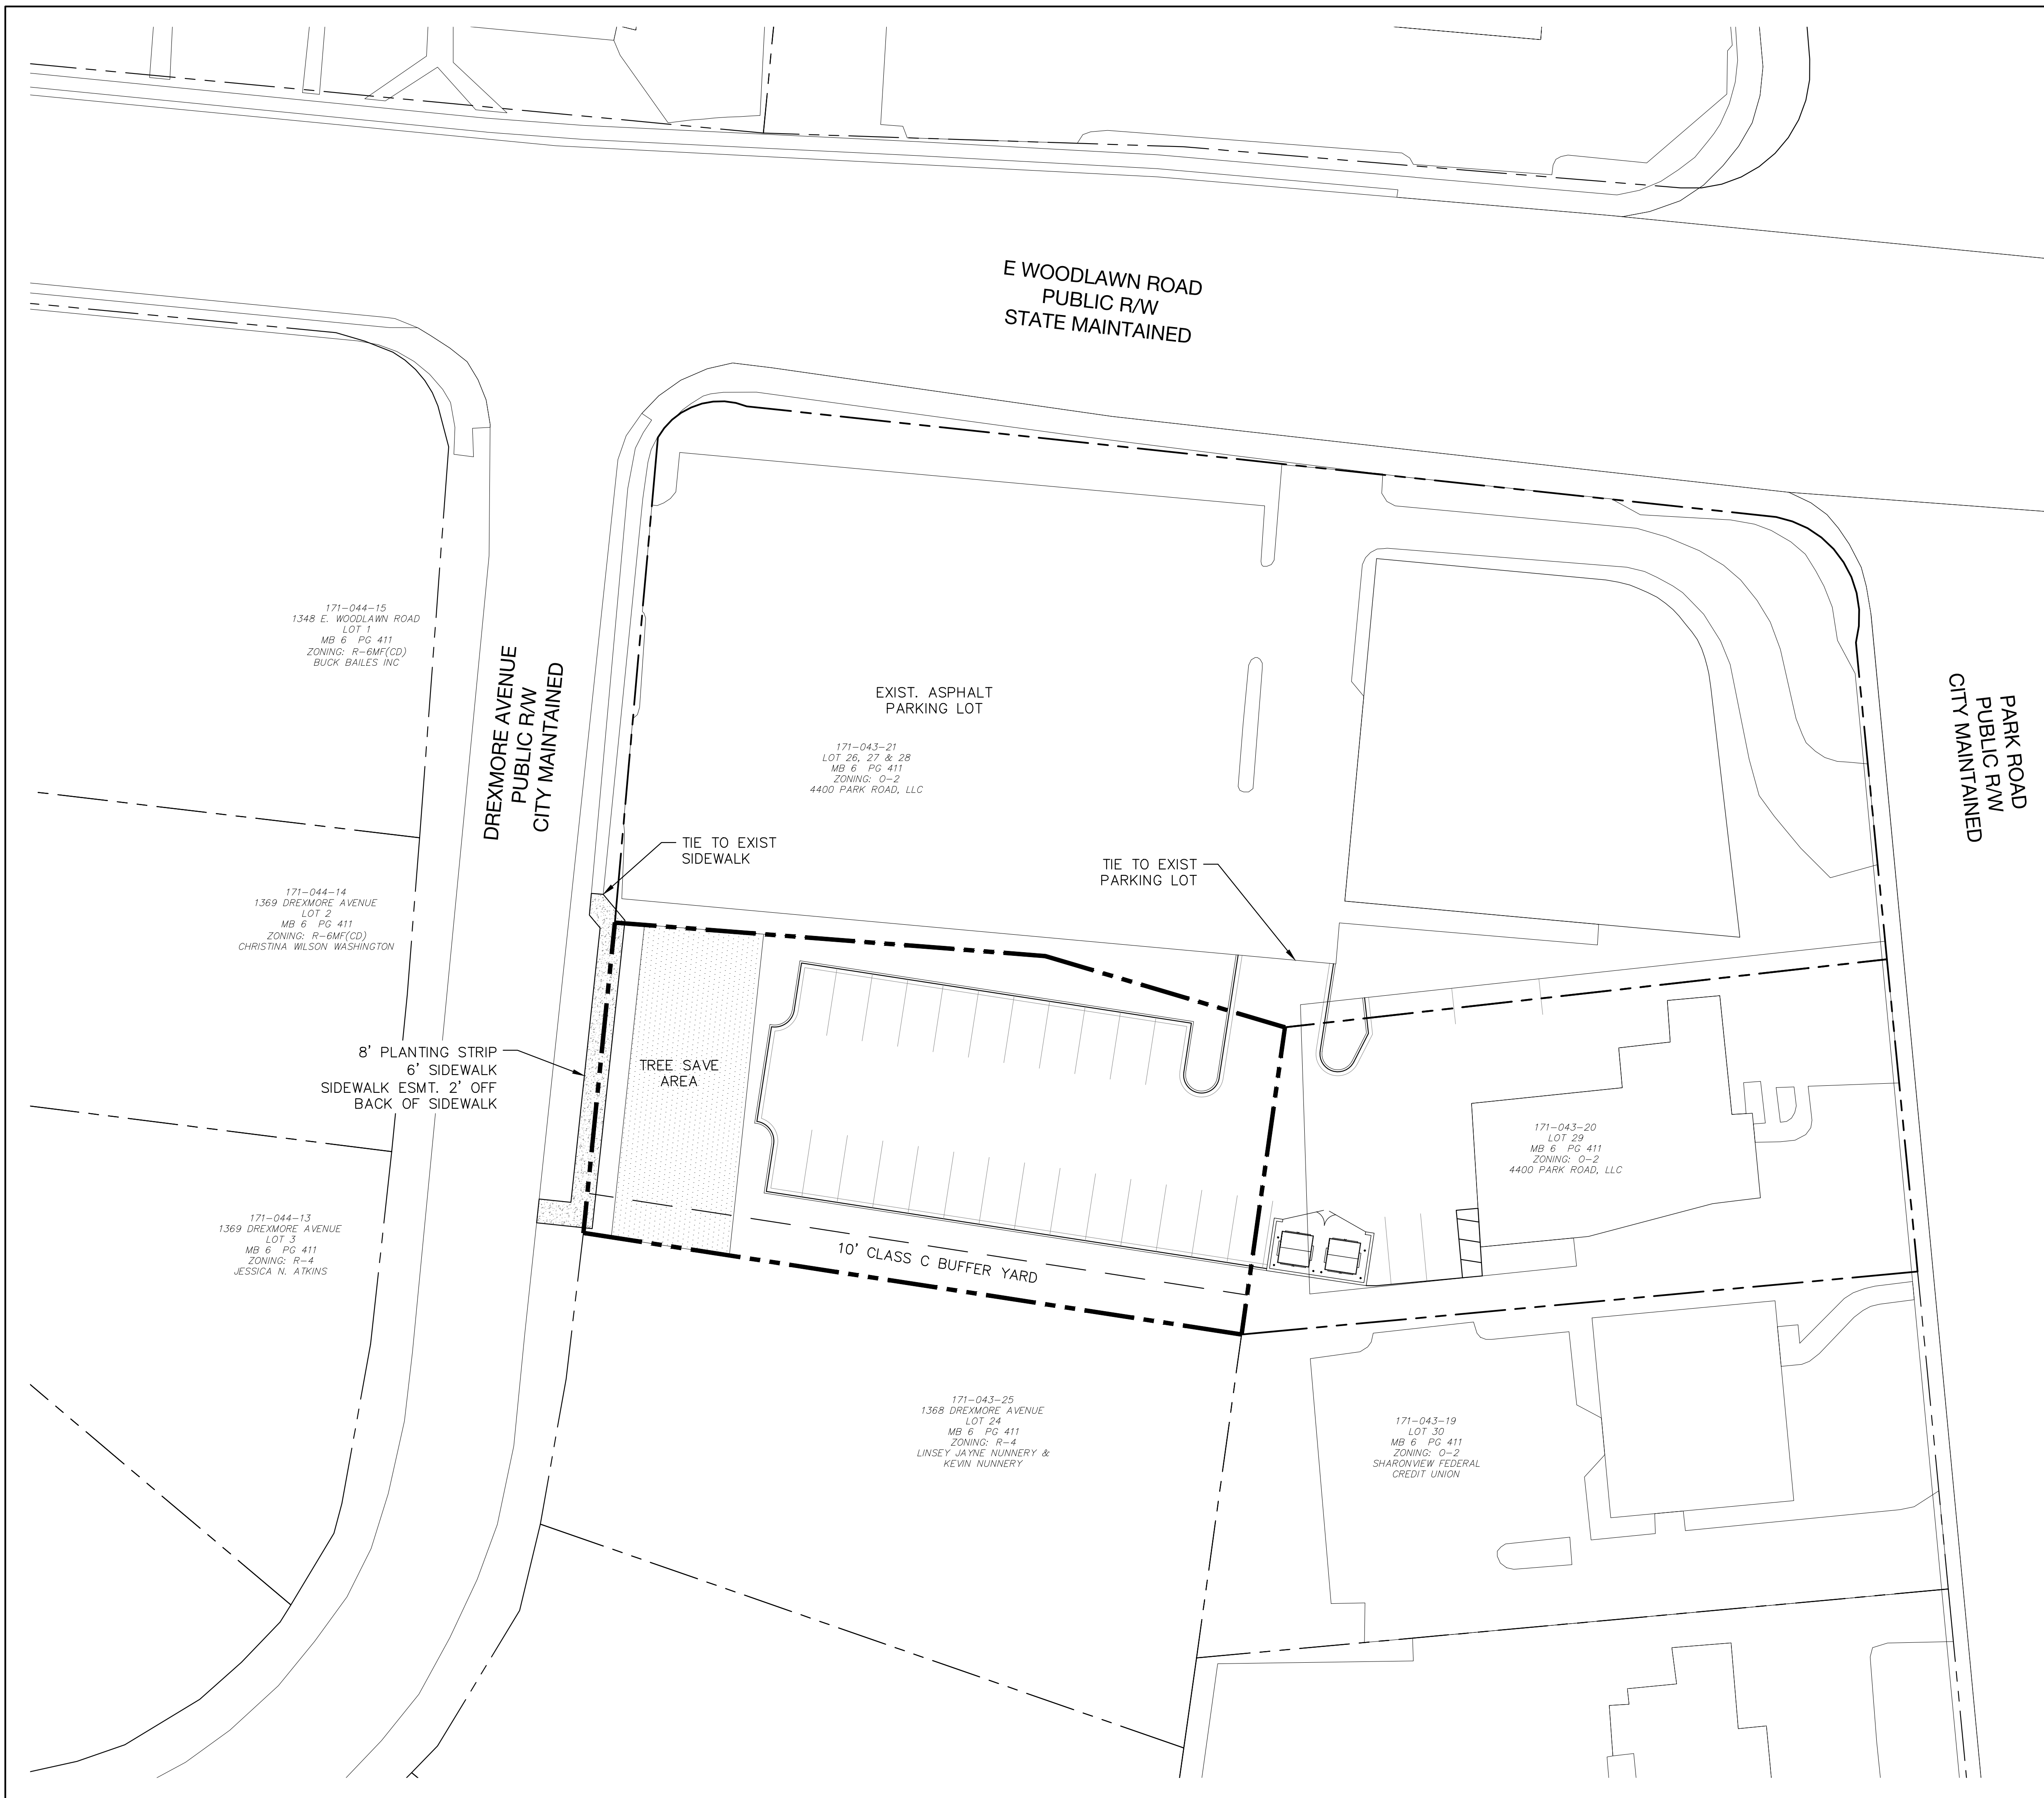 E WOODLAWN ROAD
PUBLIC R/W
STATE MAINTAINED
171-044-15
1348 E. WOODLAWN ROAD
LOT 1
MB 6 PG 411
ZONING: R-6MF(CD)
BUCK BAILES INC
DREXMORE AVENUE
PUBLIC R/W
CITY MAINTAINED
EXIST. ASPHALT
PARKING LOT
171-043-21
LOT 26, 27 & 28
MB 6 PG 411
ZONING: O-2
4400 PARK ROAD, LLC
PARK ROAD
PUBLIC R/W
CITY MAINTAINED
TIE TO EXIST
SIDEWALK
TIE TO EXIST
PARKING LOT
171-044-14
1369 DREXMORE AVENUE
LOT 2
MB 6 PG 411
ZONING: R-6MF(CD)
CHRISTINA WILSON WASHINGTON
8' PLANTING STRIP
6' SIDEWALK
SIDEWALK ESMT. 2' OFF
BACK OF SIDEWALK
TREE SAVE
AREA
171-043-20
LOT 29
MB 6 PG 411
ZONING: O-2
4400 PARK ROAD, LLC
171-044-13
1369 DREXMORE AVENUE
LOT 3
MB 6 PG 411
ZONING: R-4
JESSICA N. ATKINS
10' CLASS C BUFFER YARD
171-043-25
1368 DREXMORE AVENUE
LOT 24
MB 6 PG 411
ZONING: R-4
LINSEY JAYNE NUNNERY &
KEVIN NUNNERY
171-043-19
LOT 30
MB 6 PG 411
ZONING: O-2
SHARONVIEW FEDERAL
CREDIT UNION